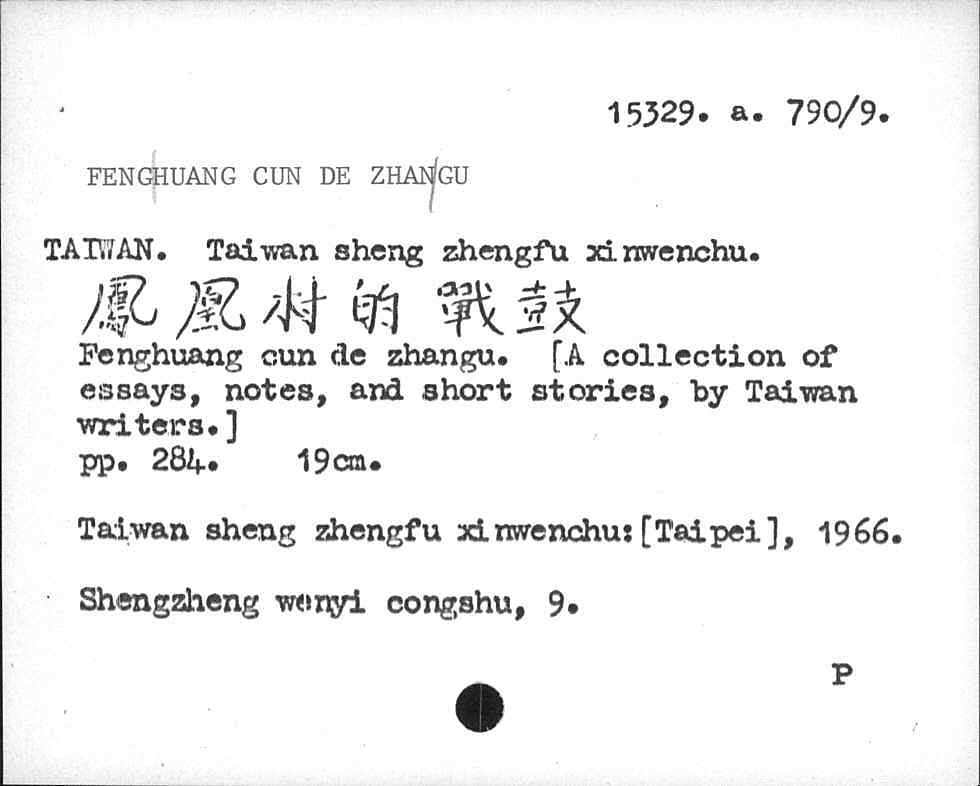 15329. a. 790/9.
FENGHUANG CUN DE ZHANGU
TAIWAN. Taiwan sheng zhengfu xinwenchu.
鳳凰村的戰鼓
Fenghuang cun de zhangu. [A collection of
essays, notes, and short stories, by Taiwan
writers.]
pp. 284. 19cm.
Taiwan sheng zhengfu xinwenchu:[Taipei], 1966.
Shengzheng wenyi congshu, 9.
P